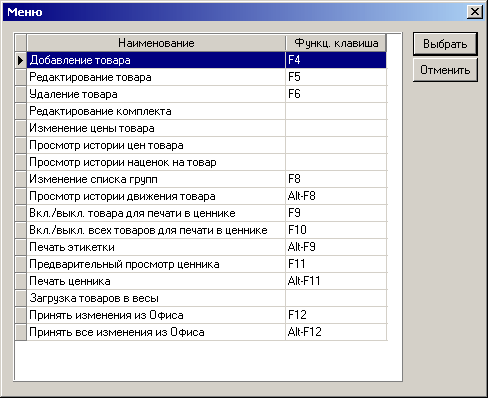 Меню
Наименование Функц. клавиша
Добавление товара F4
Редактирование товара F5
Удаление товара F6
Редактирование комплекта
Изменение цены товара
Просмотр истории цен товара
Просмотр истории наценок на товар
Изменение списка групп F8
Просмотр истории движения товара Alt-F8
Вкл./выкл. товара для печати в ценнике F9
Вкл./выкл. всех товаров для печати в ценнике F10
Печать этикетки Alt-F9
Предварительный просмотр ценника F11
Печать ценника Alt-F11
Загрузка товаров в весы
Принять изменения из Офиса F12
Принять все изменения из Офиса Alt-F12
Выбрать
Отменить